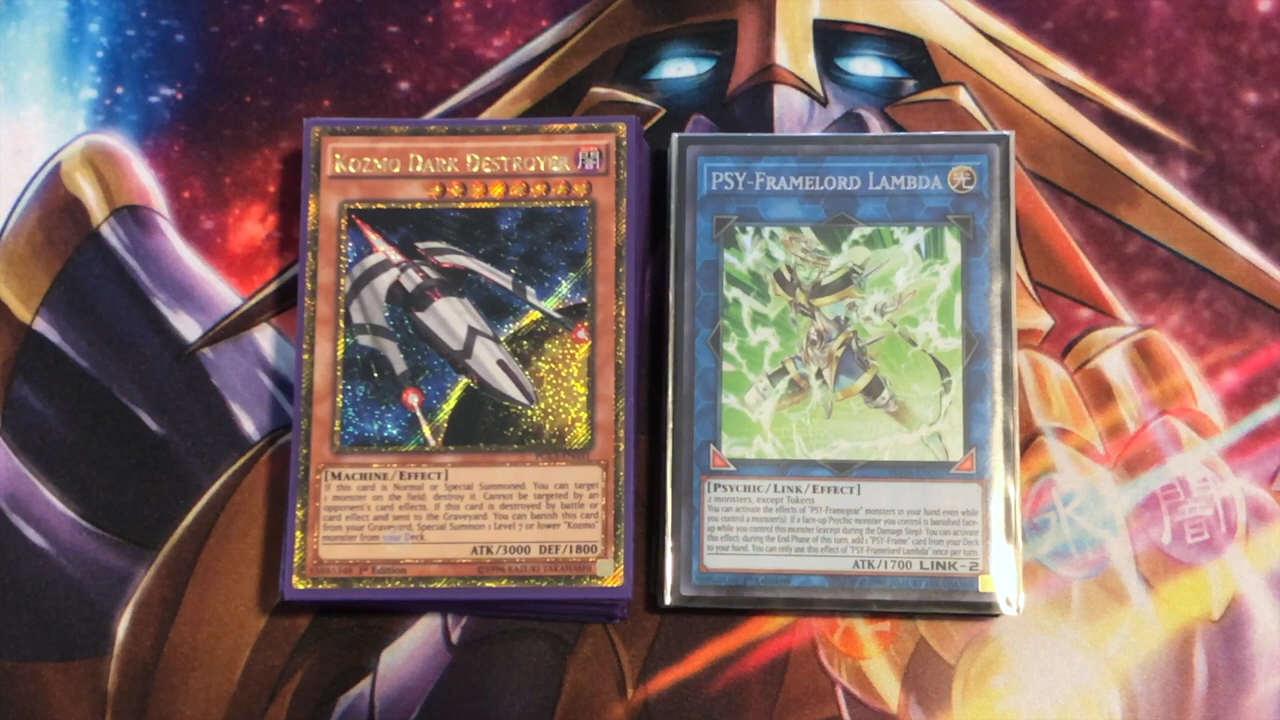 KOZMO DARK DESTROYER
闇
[MACHINE/EFFECT]
If this card is Normal or Special Summoned: You can target
1 monster on the field; destroy it. Cannot be targeted by an
opponent's card effects. If this card is destroyed by battle or
card effect and sent to the Graveyard: You can banish this card
from your Graveyard; Special Summon 1 Level 7 or lower "Kozmo"
monster from your Deck.
ATK/3000 DEF/1800
1st Edition
©1996 KAZUKI TAKAHASHI
PSY-FRAMELORD LAMBDA
光
[PSYCHIC/LINK/EFFECT]
2 monsters, except Tokens
You can activate the effects of "PSY-Framegear" monsters in your hand even while
you control a monster(s). If a face-up Psychic monster you control is banished face-
up while you control this monster (except during the Damage Step): You can activate
this effect; during the End Phase of this turn, add 1 "PSY-Frame" card from your Deck
to your hand. You can only use this effect of "PSY-Framelord Lambda" once per turn.
ATK/1700 LINK-2
水
闇